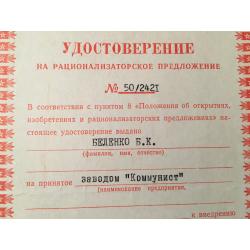 УДОСТОВЕРЕНИЕ
НА РАЦИОНАЛИЗАТОРСКОЕ ПРЕДЛОЖЕНИЕ
№ 50/242Т
В соответствии с пунктом 8 «Положения об открытиях,
изобретениях и рационализаторских предложениях» на-
стоящее удостоверение выдано
БЕЛЕНКО Б.К.
(фамилия, имя, отчество)
на принятое заводом "Коммунист"
(наименование предприятия,
к внедрению